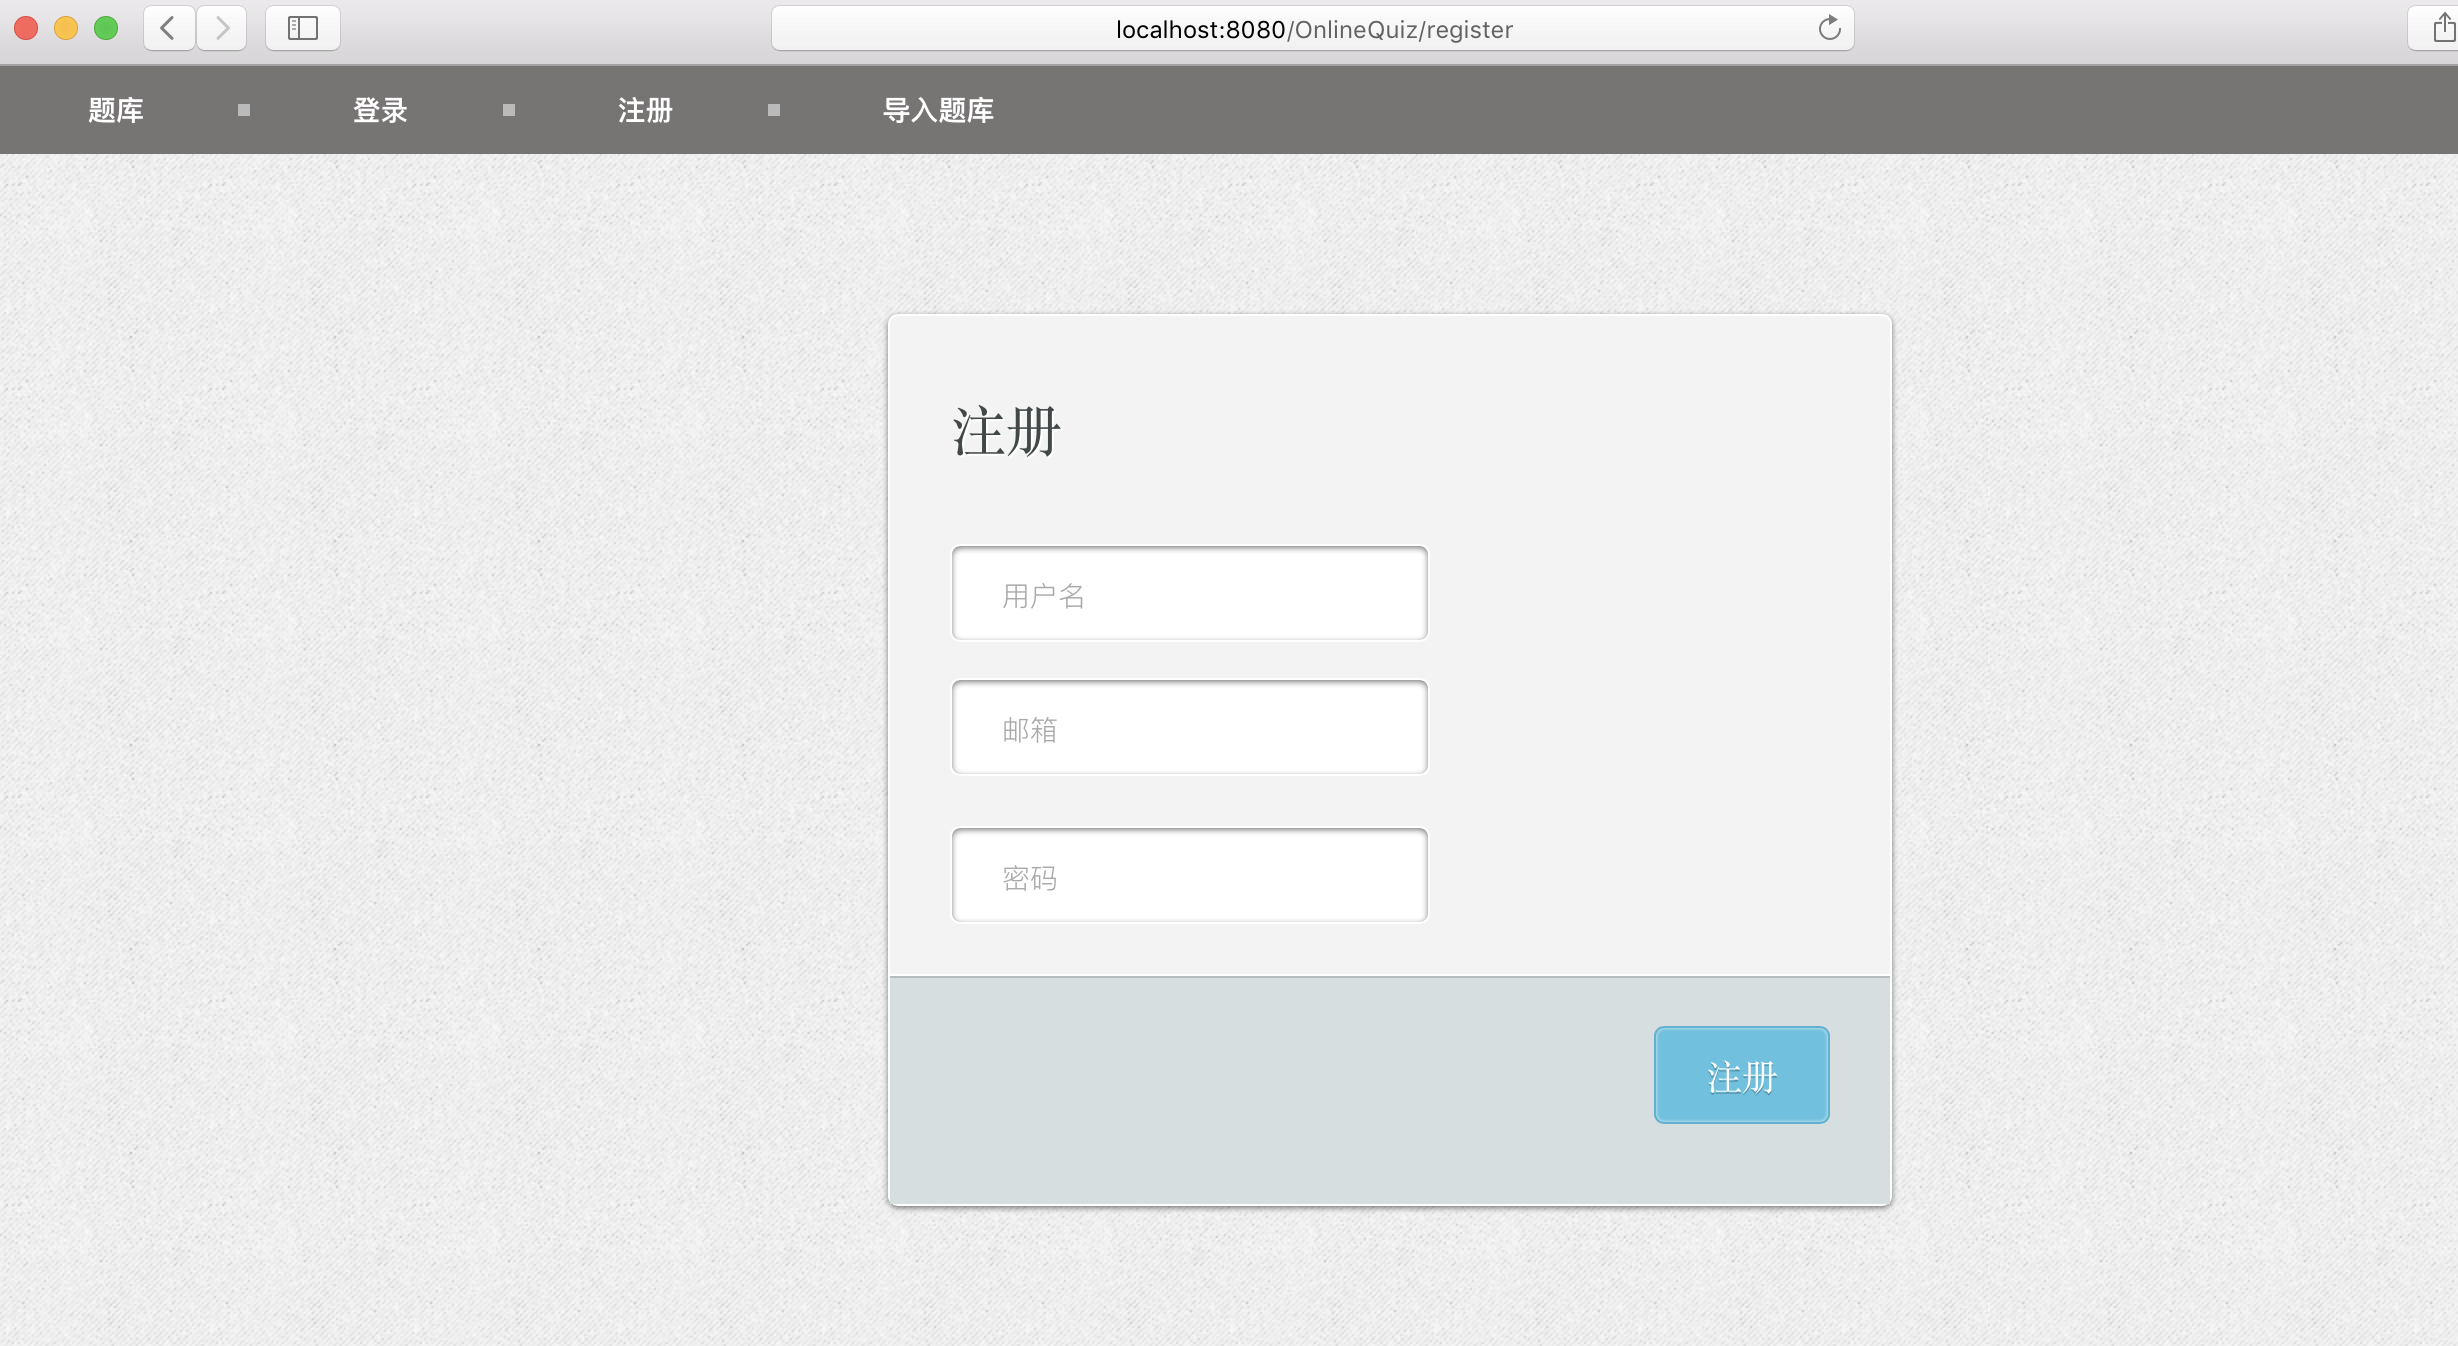 localhost:8080/OnlineQuiz/register
题库 登录 注册 导入题库
注册
用户名
邮箱
密码
注册